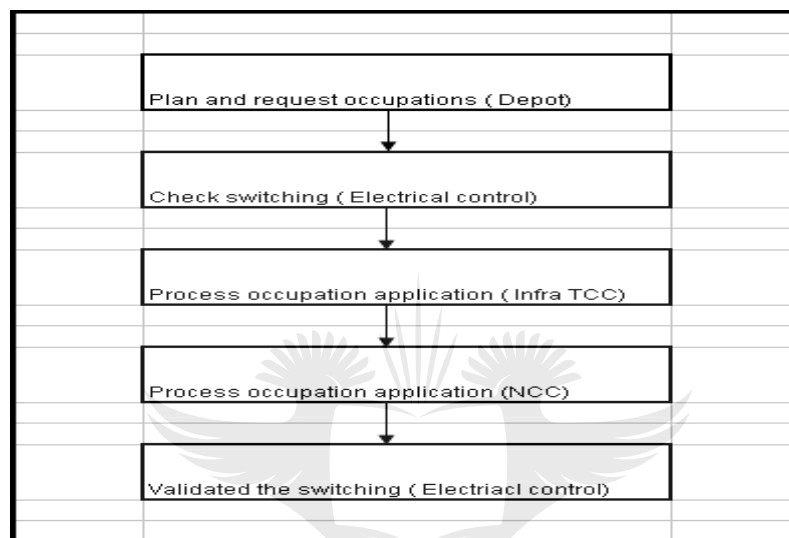 Plan and request occupations ( Depot)
Check switching ( Electrical control)
Process occupation application ( Infra TCC)
Process occupation application (NCC)
Validated the switching ( Electriacl control)